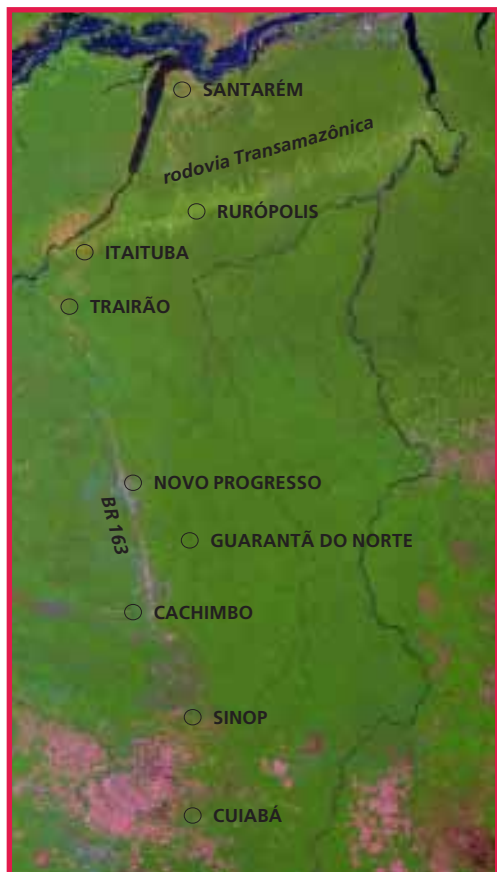 SANTARÉM
rodovia Transamazônica
RURÓPOLIS
ITAITUBA
TRAIRÃO
NOVO PROGRESSO
BR 163
GUARANTÃ DO NORTE
CACHIMBO
SINOP
CUIABÁ